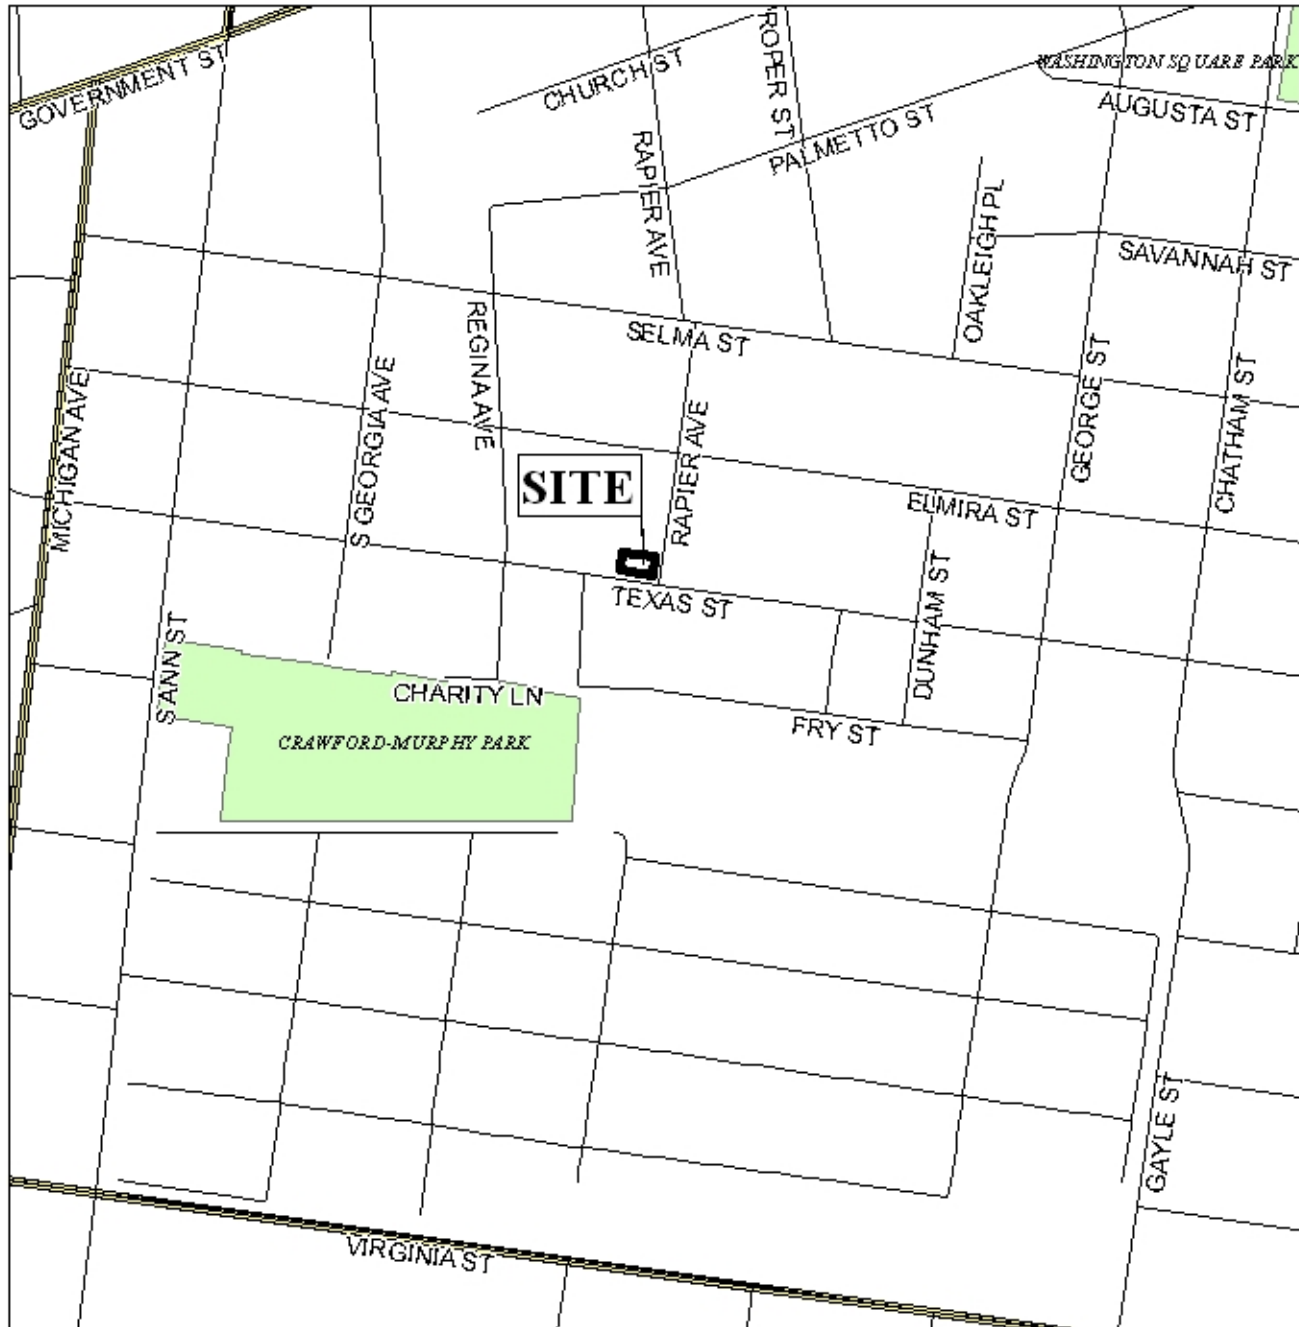 GOVERNMENT ST
CHURCH ST
ROPER ST
WASHINGTON SQUARE PARK
AUGUSTA ST
PALMETTO ST
RAPIER AVE
OAKLEIGH PL
SAVANNAH ST
SELMA ST
REGINA AVE
MICHIGAN AVE
S GEORGIA AVE
GEORGE ST
CHATHAM ST
RAPIER AVE
SITE
ELMIRA ST
TEXAS ST
DUNHAM ST
S ANN ST
CHARITY LN
FRY ST
CRAWFORD-MURPHY PARK
GAYLE ST
VIRGINIA ST